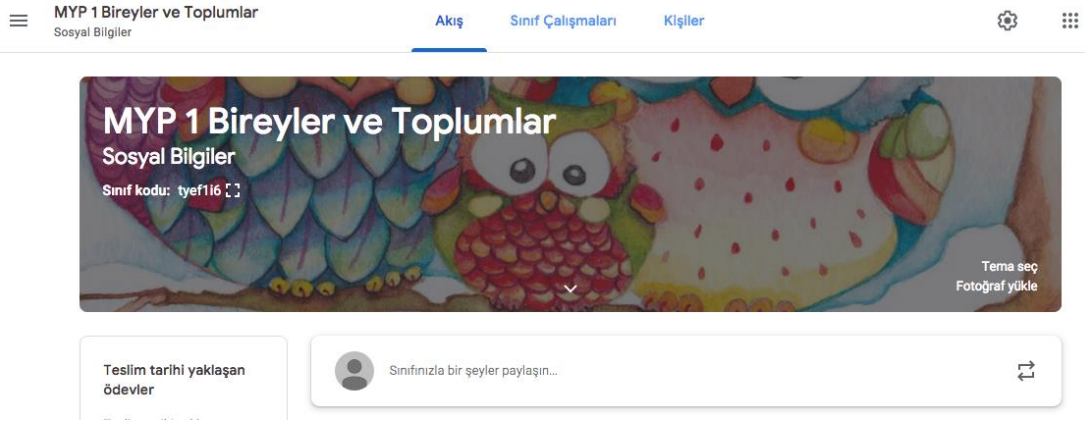 MYP 1 Bireyler ve Toplumlar
Sosyal Bilgiler
Akış
Sınıf Çalışmaları
Kişiler
MYP 1 Bireyler ve Toplumlar
Sosyal Bilgiler
Sınıf kodu: tyef1i6
Tema seç
Fotoğraf yükle
Teslim tarihi yaklaşan
ödevler
Sınıfınızla bir şeyler paylaşın...